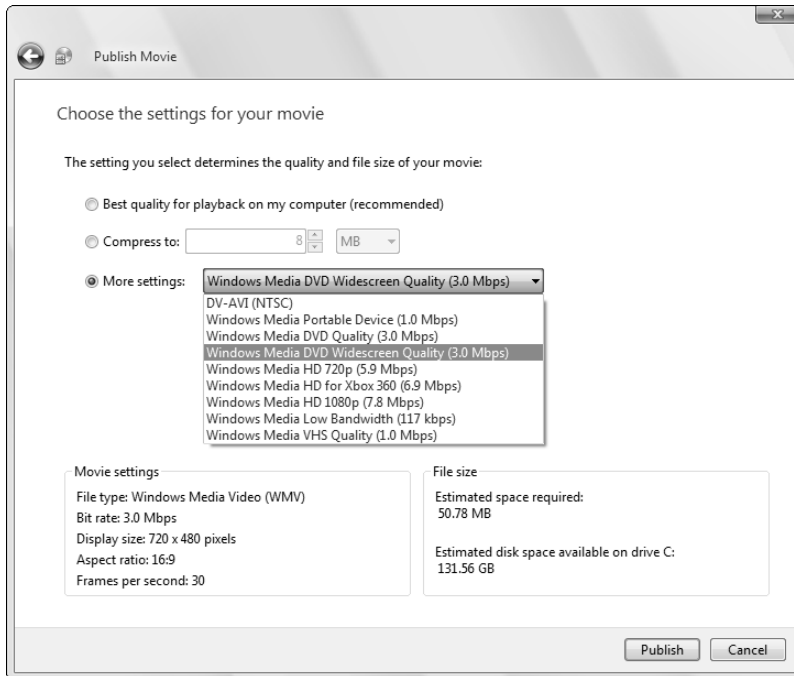 Publish Movie
Choose the settings for your movie
The setting you select determines the quality and file size of your movie:
Best quality for playback on my computer (recommended)
Compress to: 8 MB
More settings: Windows Media DVD Widescreen Quality (3.0 Mbps)
DV-AVI (NTSC)
Windows Media Portable Device (1.0 Mbps)
Windows Media DVD Quality (3.0 Mbps)
Windows Media DVD Widescreen Quality (3.0 Mbps)
Windows Media HD 720p (5.9 Mbps)
Windows Media HD for Xbox 360 (6.9 Mbps)
Windows Media HD 1080p (7.8 Mbps)
Windows Media Low Bandwidth (117 kbps)
Windows Media VHS Quality (1.0 Mbps)
Movie settings
File type: Windows Media Video (WMV)
Bit rate: 3.0 Mbps
Display size: 720 x 480 pixels
Aspect ratio: 16:9
Frames per second: 30
File size
Estimated space required:
50.78 MB
Estimated disk space available on drive C:
131.56 GB
Publish Cancel